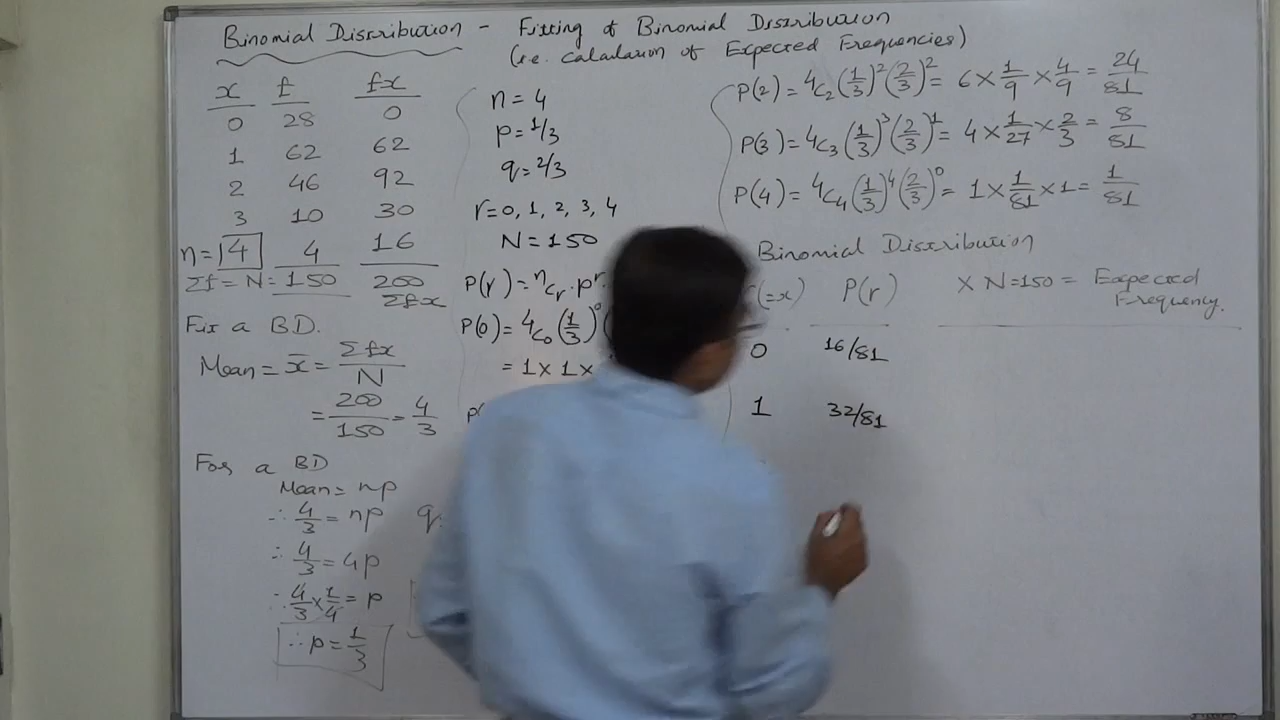 Binomial Distribution - Fitting of Binomial Distribution
(i.e. calculation of Expected Frequencies)
x f fx
0 28 0
1 62 62
2 46 92
3 10 30
n = 4 4 16
Σf = N = 150 200
Σfx
Fit a BD.
Mean = x̄ = Σfx / N
= 200/150 = 4/3
For a BD
Mean = np
∴ 4/3 = np
∴ 4/3 = 4p
∴ 4/3 × 1/4 = p
∴ p = 1/3
q
n = 4
p = 1/3
q = 2/3
r = 0, 1, 2, 3, 4
N = 150
P(r) = ⁿCᵣ · pʳ ·
P(0) = ⁴C₀ (1/3)⁰
= 1 × 1 ×
P(2) = ⁴C₂ (1/3)² (2/3)² = 6 × 1/9 × 4/9 = 24/81
P(3) = ⁴C₃ (1/3)³ (2/3)¹ = 4 × 1/27 × 2/3 = 8/81
P(4) = ⁴C₄ (1/3)⁴ (2/3)⁰ = 1 × 1/81 × 1 = 1/81
Binomial Distribution
(=x) P(r) × N=150 = Expected
Frequency.
0 16/81
1 32/81